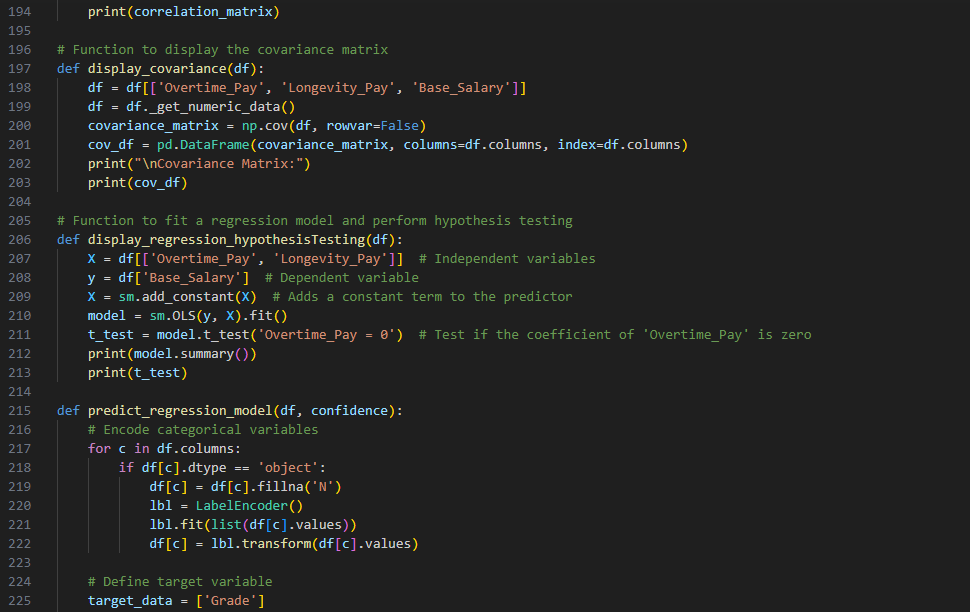 194         print(correlation_matrix)
195
196     # Function to display the covariance matrix
197     def display_covariance(df):
198         df = df[['Overtime_Pay', 'Longevity_Pay', 'Base_Salary']]
199         df = df._get_numeric_data()
200         covariance_matrix = np.cov(df, rowvar=False)
201         cov_df = pd.DataFrame(covariance_matrix, columns=df.columns, index=df.columns)
202         print("\nCovariance Matrix:")
203         print(cov_df)
204
205     # Function to fit a regression model and perform hypothesis testing
206     def display_regression_hypothesisTesting(df):
207         X = df[['Overtime_Pay', 'Longevity_Pay']]  # Independent variables
208         y = df['Base_Salary']  # Dependent variable
209         X = sm.add_constant(X)  # Adds a constant term to the predictor
210         model = sm.OLS(y, X).fit()
211         t_test = model.t_test('Overtime_Pay = 0')  # Test if the coefficient of 'Overtime_Pay' is zero
212         print(model.summary())
213         print(t_test)
214
215     def predict_regression_model(df, confidence):
216         # Encode categorical variables
217         for c in df.columns:
218             if df[c].dtype == 'object':
219                 df[c] = df[c].fillna('N')
220                 lbl = LabelEncoder()
221                 lbl.fit(list(df[c].values))
222                 df[c] = lbl.transform(df[c].values)
223
224         # Define target variable
225         target_data = ['Grade']